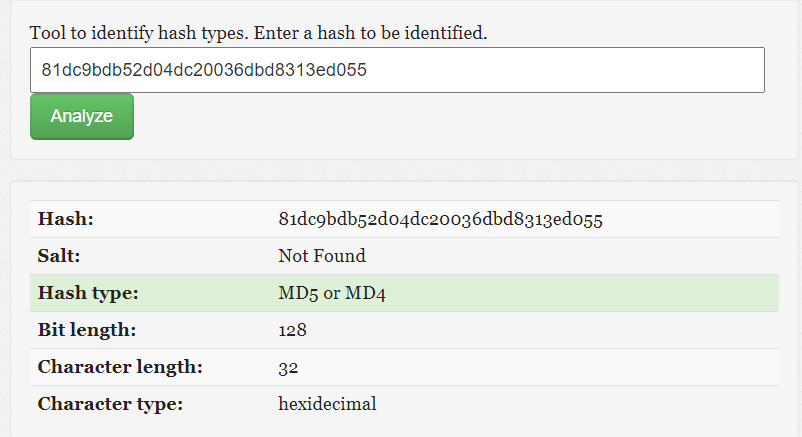 Tool to identify hash types. Enter a hash to be identified.
81dc9bdb52d04dc20036dbd8313ed055
Analyze
Hash: 81dc9bdb52d04dc20036dbd8313ed055
Salt: Not Found
Hash type: MD5 or MD4
Bit length: 128
Character length: 32
Character type: hexidecimal